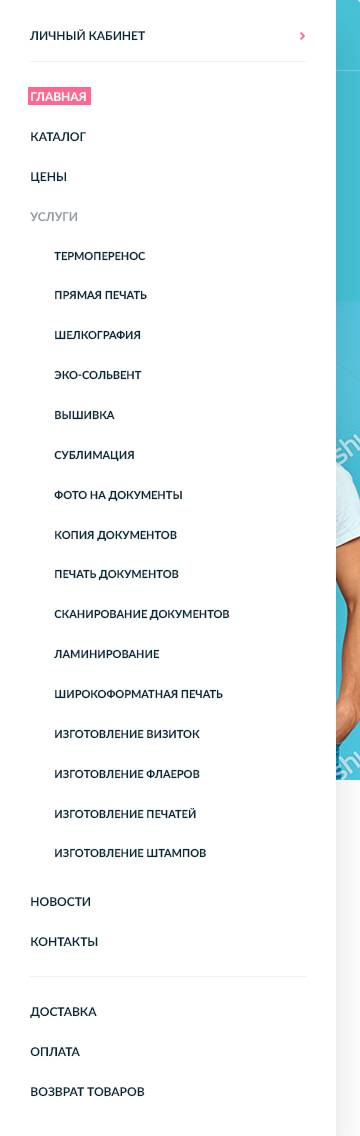 ЛИЧНЫЙ КАБИНЕТ
ГЛАВНАЯ
КАТАЛОГ
ЦЕНЫ
УСЛУГИ
ТЕРМОПЕРЕНОС
ПРЯМАЯ ПЕЧАТЬ
ШЕЛКОГРАФИЯ
ЭКО-СОЛЬВЕНТ
ВЫШИВКА
СУБЛИМАЦИЯ
ФОТО НА ДОКУМЕНТЫ
КОПИЯ ДОКУМЕНТОВ
ПЕЧАТЬ ДОКУМЕНТОВ
СКАНИРОВАНИЕ ДОКУМЕНТОВ
ЛАМИНИРОВАНИЕ
ШИРОКОФОРМАТНАЯ ПЕЧАТЬ
ИЗГОТОВЛЕНИЕ ВИЗИТОК
ИЗГОТОВЛЕНИЕ ФЛАЕРОВ
ИЗГОТОВЛЕНИЕ ПЕЧАТЕЙ
ИЗГОТОВЛЕНИЕ ШТАМПОВ
НОВОСТИ
КОНТАКТЫ
ДОСТАВКА
ОПЛАТА
ВОЗВРАТ ТОВАРОВ